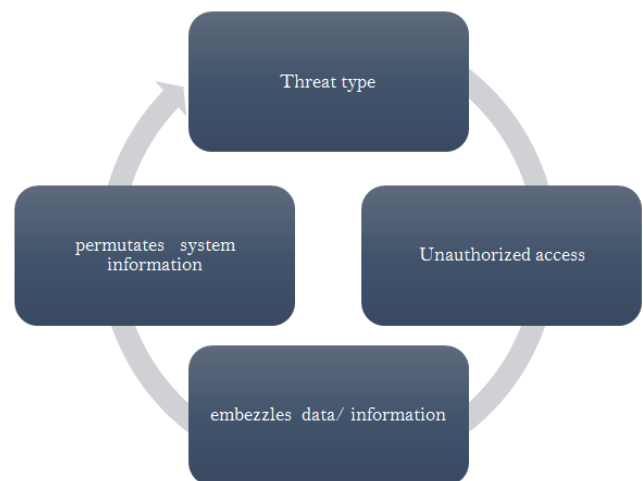 Threat type
Unauthorized access
embezzles data/ information
permutates system
information